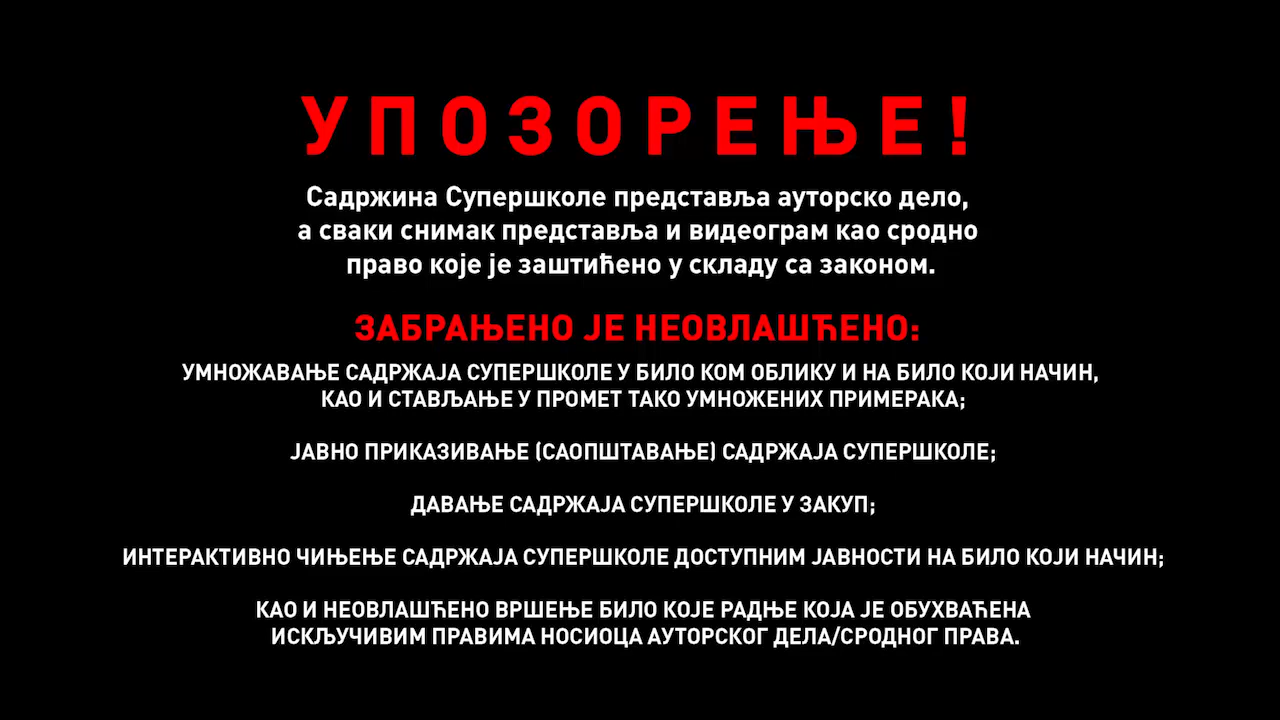 УПОЗОРЕЊЕ!
Садржина Супершколе представља ауторско дело,
а сваки снимак представља и видеограм као сродно
право које је заштићено у складу са законом.
ЗАБРАЊЕНО ЈЕ НЕОВЛАШЋЕНО:
УМНОЖАВАЊЕ САДРЖАЈА СУПЕРШКОЛЕ У БИЛО КОМ ОБЛИКУ И НА БИЛО КОЈИ НАЧИН,
КАО И СТАВЉАЊЕ У ПРОМЕТ ТАКО УМНОЖЕНИХ ПРИМЕРАКА;
ЈАВНО ПРИКАЗИВАЊЕ (САОПШТАВАЊЕ) САДРЖАЈА СУПЕРШКОЛЕ;
ДАВАЊЕ САДРЖАЈА СУПЕРШКОЛЕ У ЗАКУП;
ИНТЕРАКТИВНО ЧИЊЕЊЕ САДРЖАЈА СУПЕРШКОЛЕ ДОСТУПНИМ ЈАВНОСТИ НА БИЛО КОЈИ НАЧИН;
КАО И НЕОВЛАШЋЕНО ВРШЕЊЕ БИЛО КОЈЕ РАДЊЕ КОЈА ЈЕ ОБУХВАЋЕНА
ИСКЉУЧИВИМ ПРАВИМА НОСИОЦА АУТОРСКОГ ДЕЛА/СРОДНОГ ПРАВА.